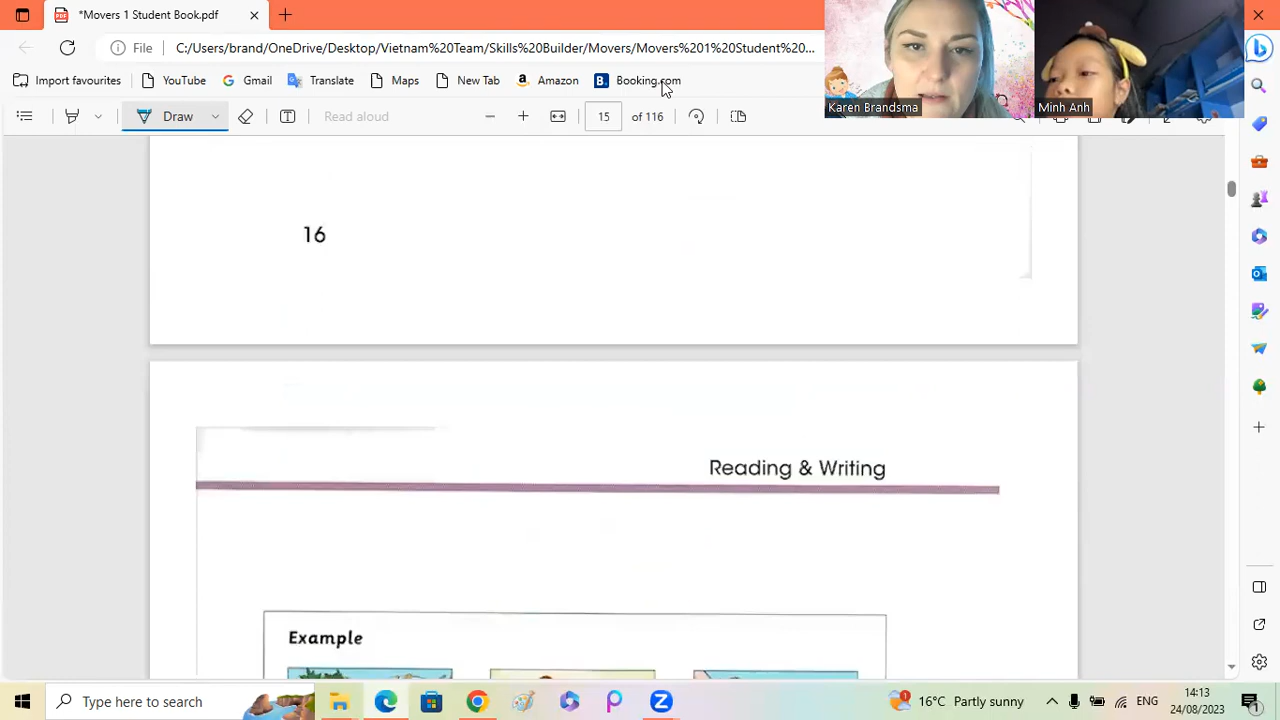 *Movers 1 Student Book.pdf
File
C:/Users/brand/OneDrive/Desktop/Vietnam%20Team/Skills%20Builder/Movers/Movers%201%20Student%20...
Import favourites
YouTube
Gmail
Translate
Maps
New Tab
Amazon
Booking.com
Draw
Read aloud
15
of 116
Karen Brandsma
Minh Anh
16
Reading & Writing
Example
Type here to search
1
16°C Partly sunny
ENG
14:13
24/08/2023
1